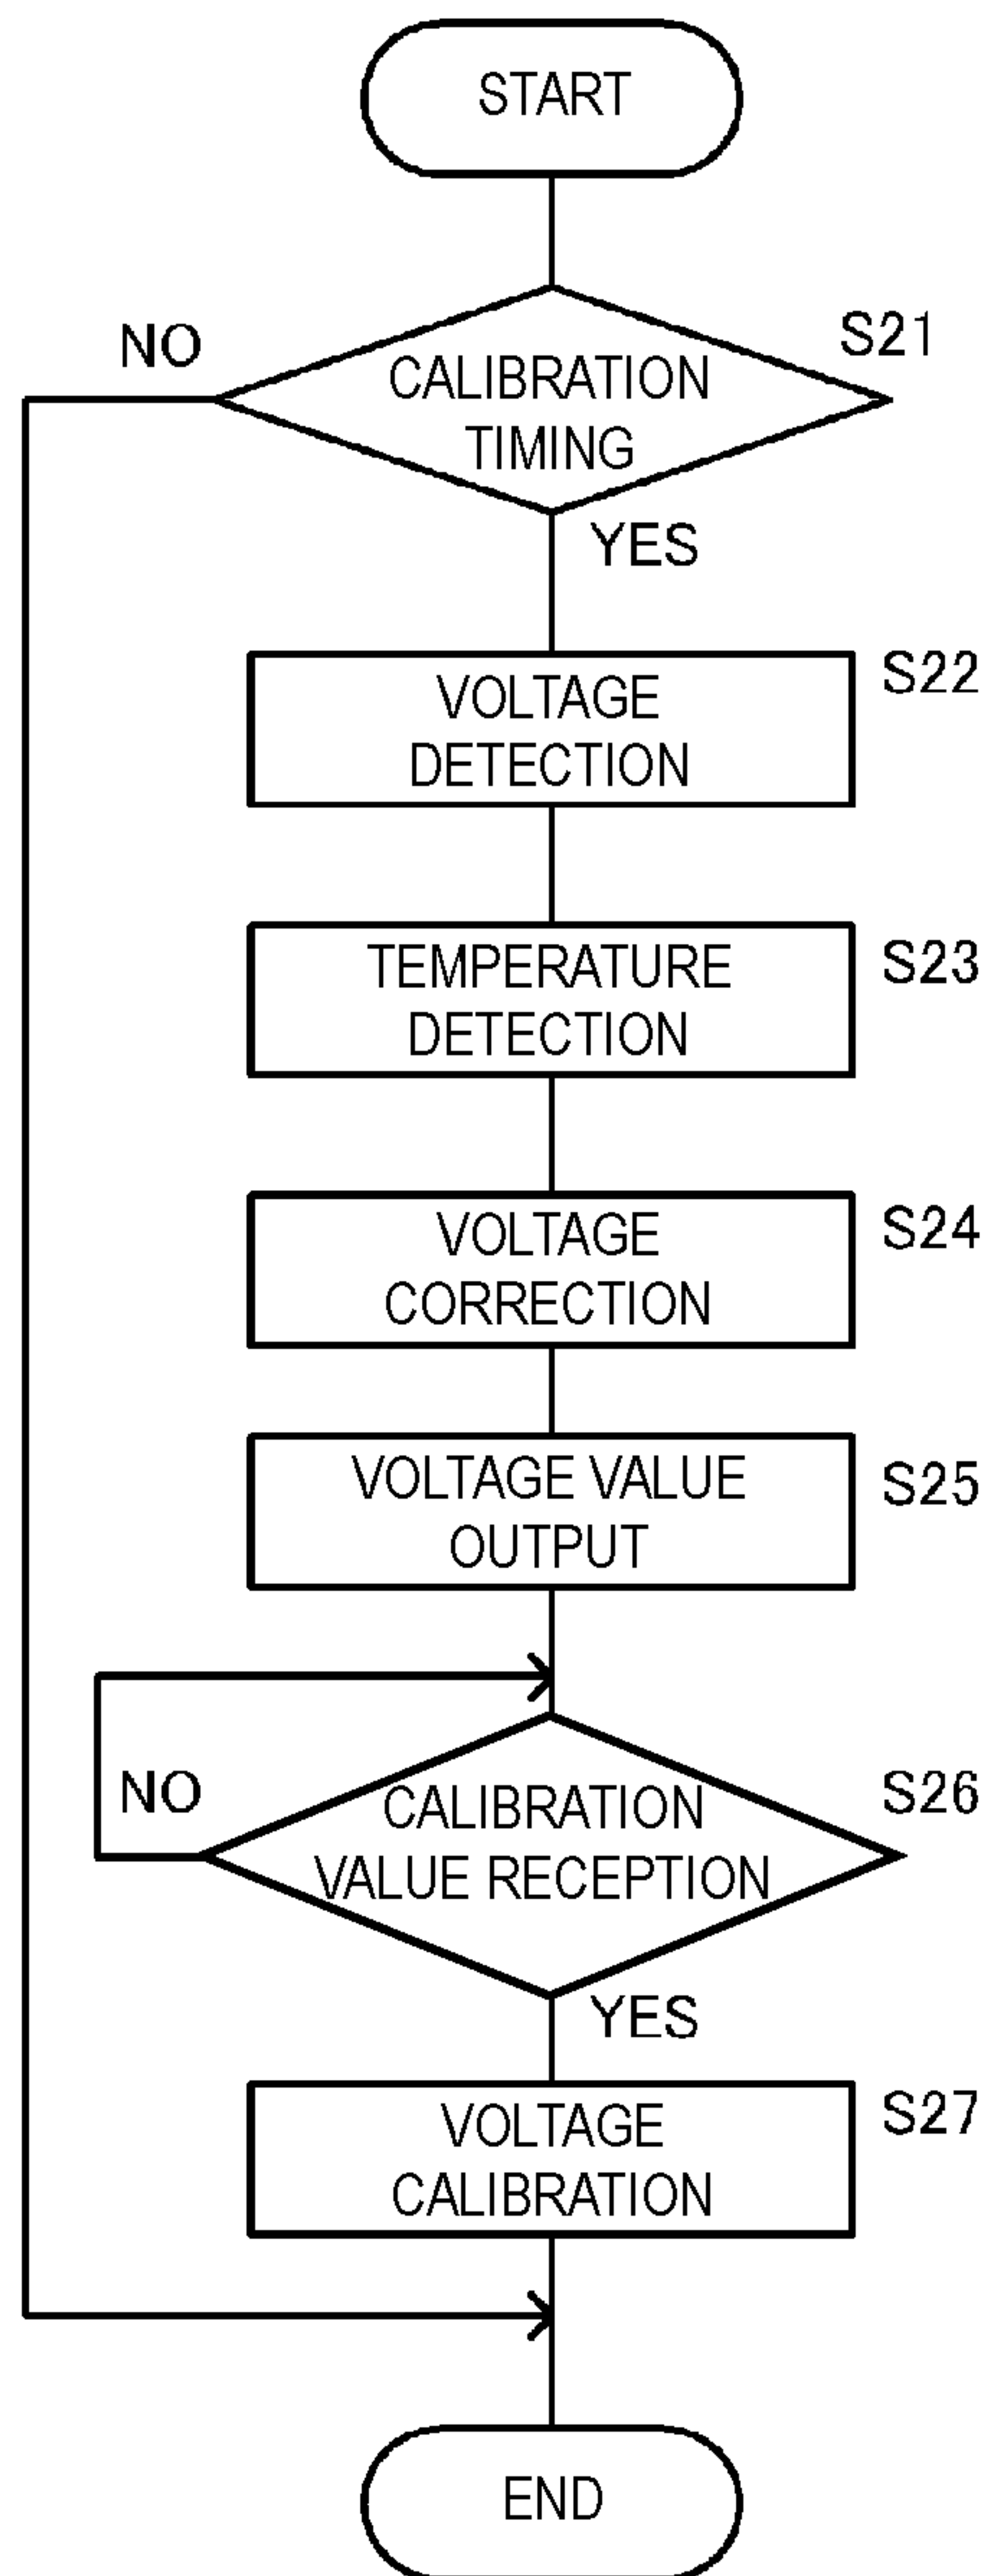 START
NO
S21
CALIBRATION
TIMING
YES
S22
VOLTAGE
DETECTION
S23
TEMPERATURE
DETECTION
S24
VOLTAGE
CORRECTION
S25
VOLTAGE VALUE
OUTPUT
NO
S26
CALIBRATION
VALUE RECEPTION
YES
S27
VOLTAGE
CALIBRATION
END